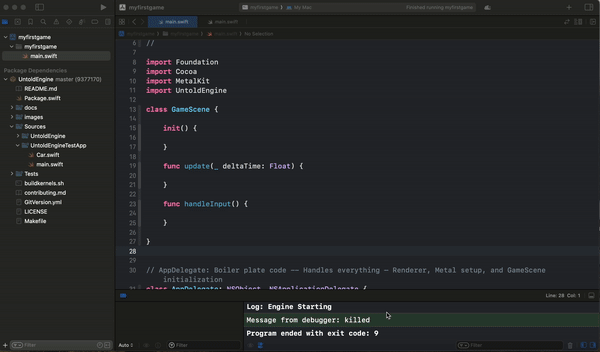 myfirstgame
myfirstgame
My Mac
Finished running myfirstgame
main.swift
main.swift
myfirstgame
myfirstgame
main.swift
No Selection
myfirstgame
myfirstgame
main.swift
Package Dependencies
UntoldEngine master (9377170)
README.md
Package.swift
docs
images
Sources
UntoldEngine
UntoldEngineTestApp
Car.swift
main.swift
Tests
buildkernels.sh
contributing.md
GitVersion.yml
LICENSE
Makefile
Filter
6 //
7
8 import Foundation
9 import Cocoa
10 import MetalKit
11 import UntoldEngine
12
13 class GameScene {
14
15 init() {
16
17 }
18
19 func update(_ deltaTime: Float) {
20
21 }
22
23 func handleInput() {
24
25 }
26
27 }
28
29
30 // AppDelegate: Boiler plate code -- Handles everything – Renderer, Metal setup, and GameScene
initialization
31 class AppDelegate: NSObject, NSApplicationDelegate {
Line: 28 Col: 1
Log: Engine Starting
Message from debugger: killed
Program ended with exit code: 9
Auto
Filter
Filter